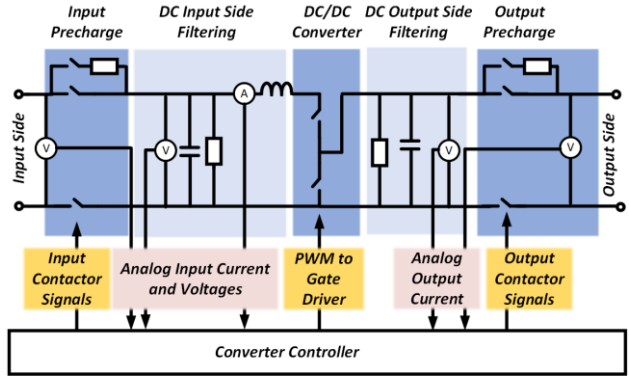 Input
Precharge
DC Input Side
Filtering
DC/DC
Converter
DC Output Side
Filtering
Output
Precharge
Input Side
A
V
V
V
V
Output Side
Input
Contactor
Signals
Analog Input Current
and Voltages
PWM to
Gate
Driver
Analog
Output
Current
Output
Contactor
Signals
Converter Controller